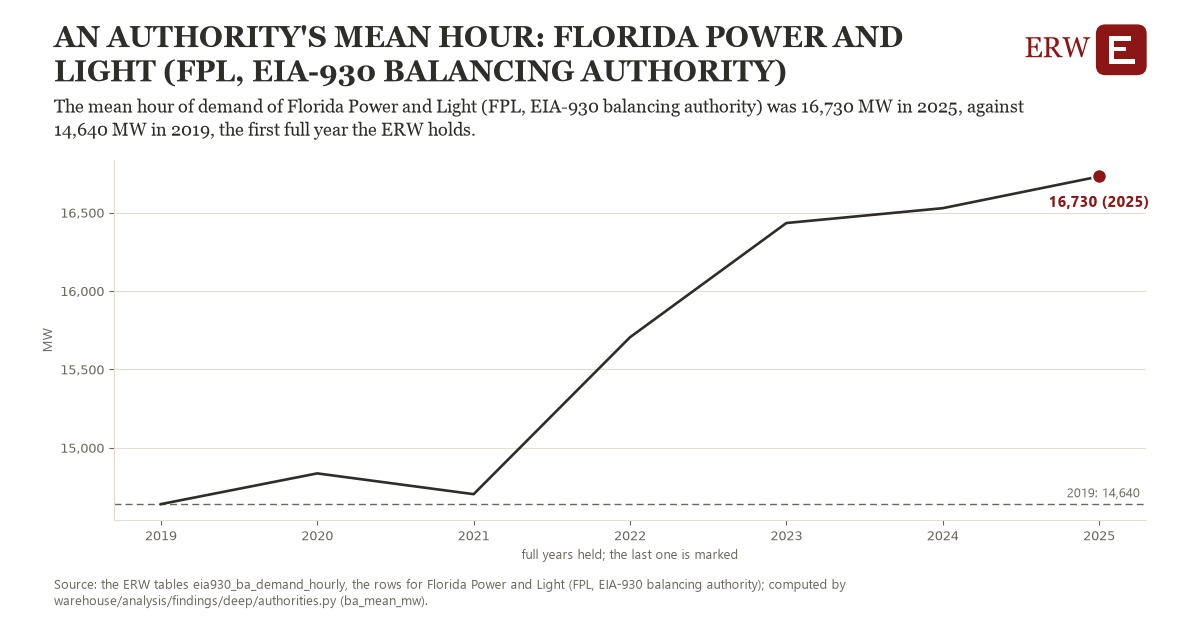 AN AUTHORITY'S MEAN HOUR: FLORIDA POWER AND
LIGHT (FPL, EIA-930 BALANCING AUTHORITY)
ERW E
The mean hour of demand of Florida Power and Light (FPL, EIA-930 balancing authority) was 16,730 MW in 2025, against
14,640 MW in 2019, the first full year the ERW holds.
16,500
16,000
15,500
15,000
MW
16,730 (2025)
2019: 14,640
2019 2020 2021 2022 2023 2024 2025
full years held; the last one is marked
Source: the ERW tables eia930_ba_demand_hourly, the rows for Florida Power and Light (FPL, EIA-930 balancing authority); computed by
warehouse/analysis/findings/deep/authorities.py (ba_mean_mw).